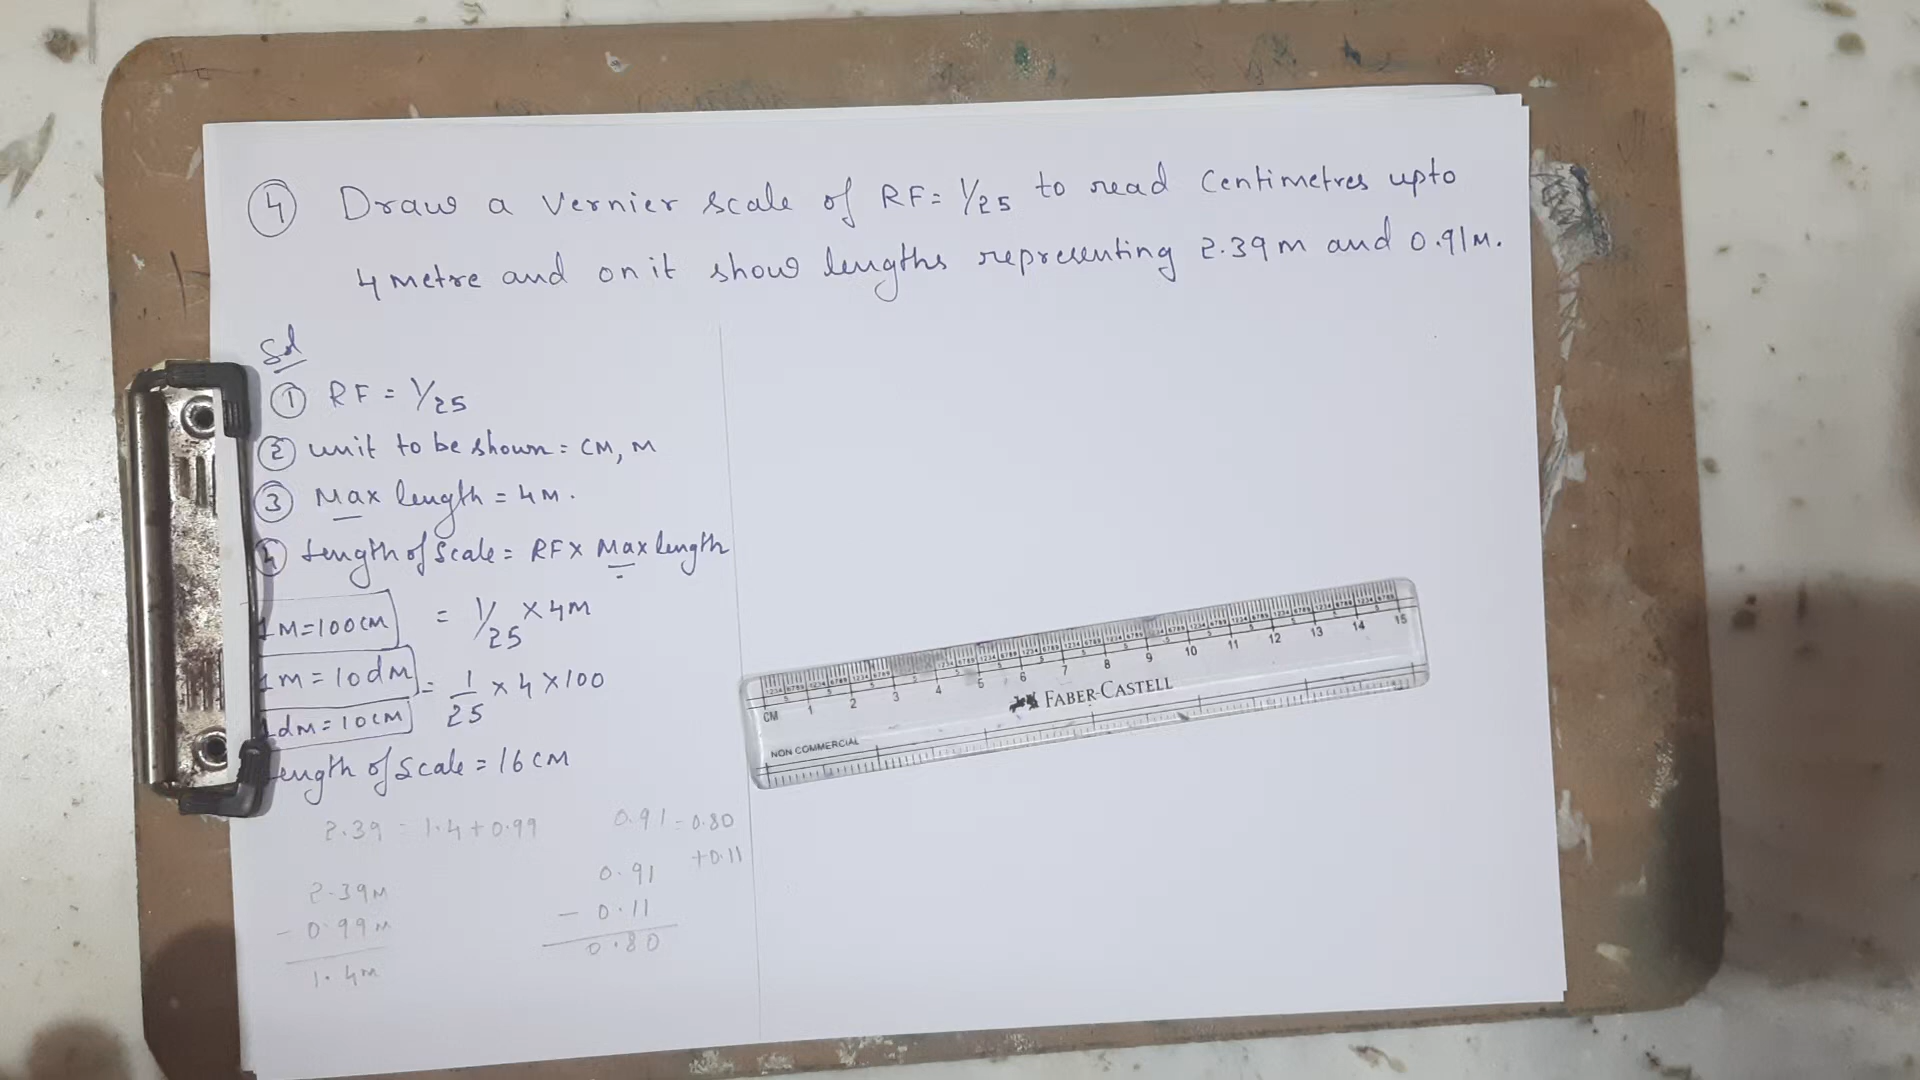 ④ Draw a Vernier scale of RF = 1/25 to read Centimetres upto
4 Metre and on it show lengths representing 2.39 m and 0.91M.
Sol
① RF = 1/25
② unit to be shown = CM, M
③ Max length = 4M.
④ Length of Scale = RF x Max length
1M = 100CM
= 1/25 x 4M
1m = 10dM
= 1/25 x 4 x 100
1dM = 10CM
Length of Scale = 16CM
2.39 = 1.4 + 0.99
0.91 = 0.80
+ 0.11
2.39M
- 0.99M
1.4M
0.91
- 0.11
0.80
CM 1 2 3 4 5 6 7 8 9 10 11 12 13 14 15
FABER-CASTELL
NON COMMERCIAL